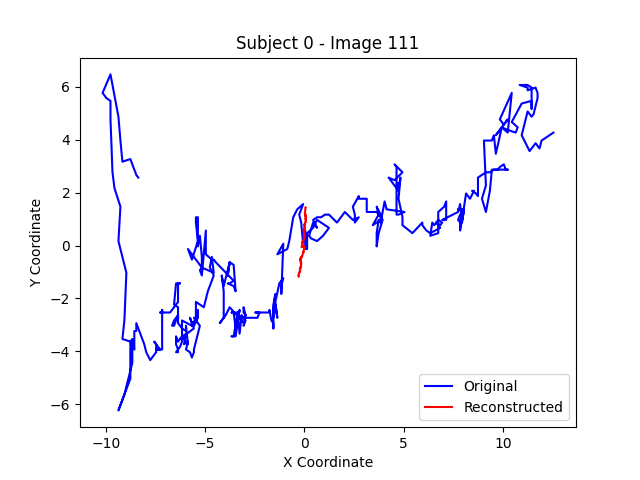 Subject 0 - Image 111
Y Coordinate
6
4
2
0
−2
−4
−6
−10
−5
0
5
10
X Coordinate
Original
Reconstructed